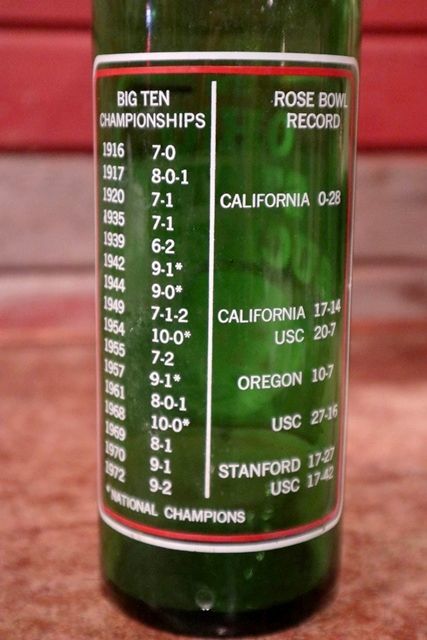 BIG TEN CHAMPIONSHIPS
ROSE BOWL RECORD
1916 7-0
1917 8-0-1
1920 7-1 CALIFORNIA 0-28
1935 7-1
1939 6-2
1942 9-1*
1944 9-0*
1949 7-1-2 CALIFORNIA 17-14
1954 10-0* USC 20-7
1955 7-2
1957 9-1* OREGON 10-7
1961 8-0-1
1968 10-0* USC 27-16
1969 8-1
1970 9-1 STANFORD 17-27
1972 9-2 USC 17-42
*NATIONAL CHAMPIONS